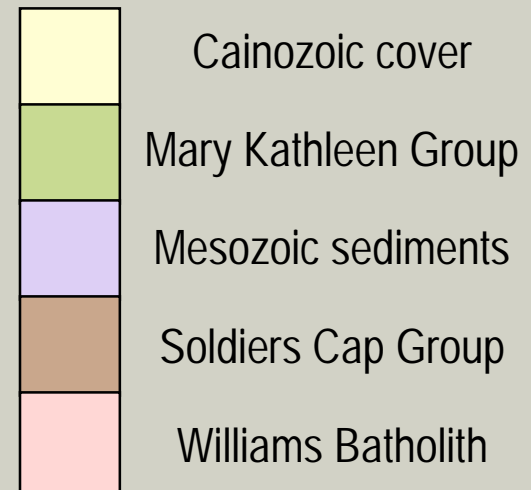 Cainozoic cover
Mary Kathleen Group
Mesozoic sediments
Soldiers Cap Group
Williams Batholith